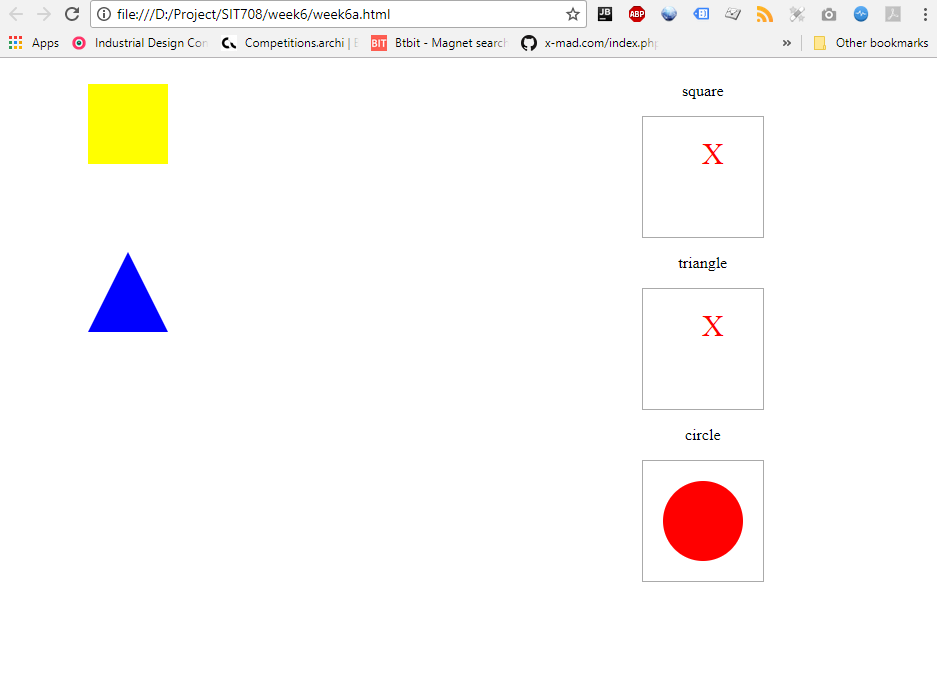 file:///D:/Project/SIT708/week6/week6a.html
JB
ABP
Apps
Industrial Design Con
Competitions.archi | E
BIT
Btbit - Magnet search
x-mad.com/index.php
»
Other bookmarks
square
X
triangle
X
circle